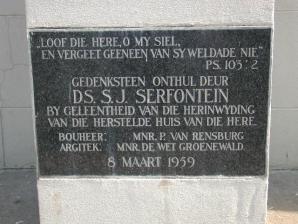 „LOOF DIE HERE, O MY SIEL,
EN VERGEET GEENEEN VAN SY WELDADE NIE"
PS. 103: 2
GEDENKSTEEN ONTHUL DEUR
DS. S. J. SERFONTEIN
BY GELEENTHEID VAN DIE HERINWYDING
VAN DIE HERSTELDE HUIS VAN DIE HERE.
BOUHEER: MNR. P. VAN RENSBURG
ARGITEK: MNR. DE WET GROENEWALD.
8 MAART 1959